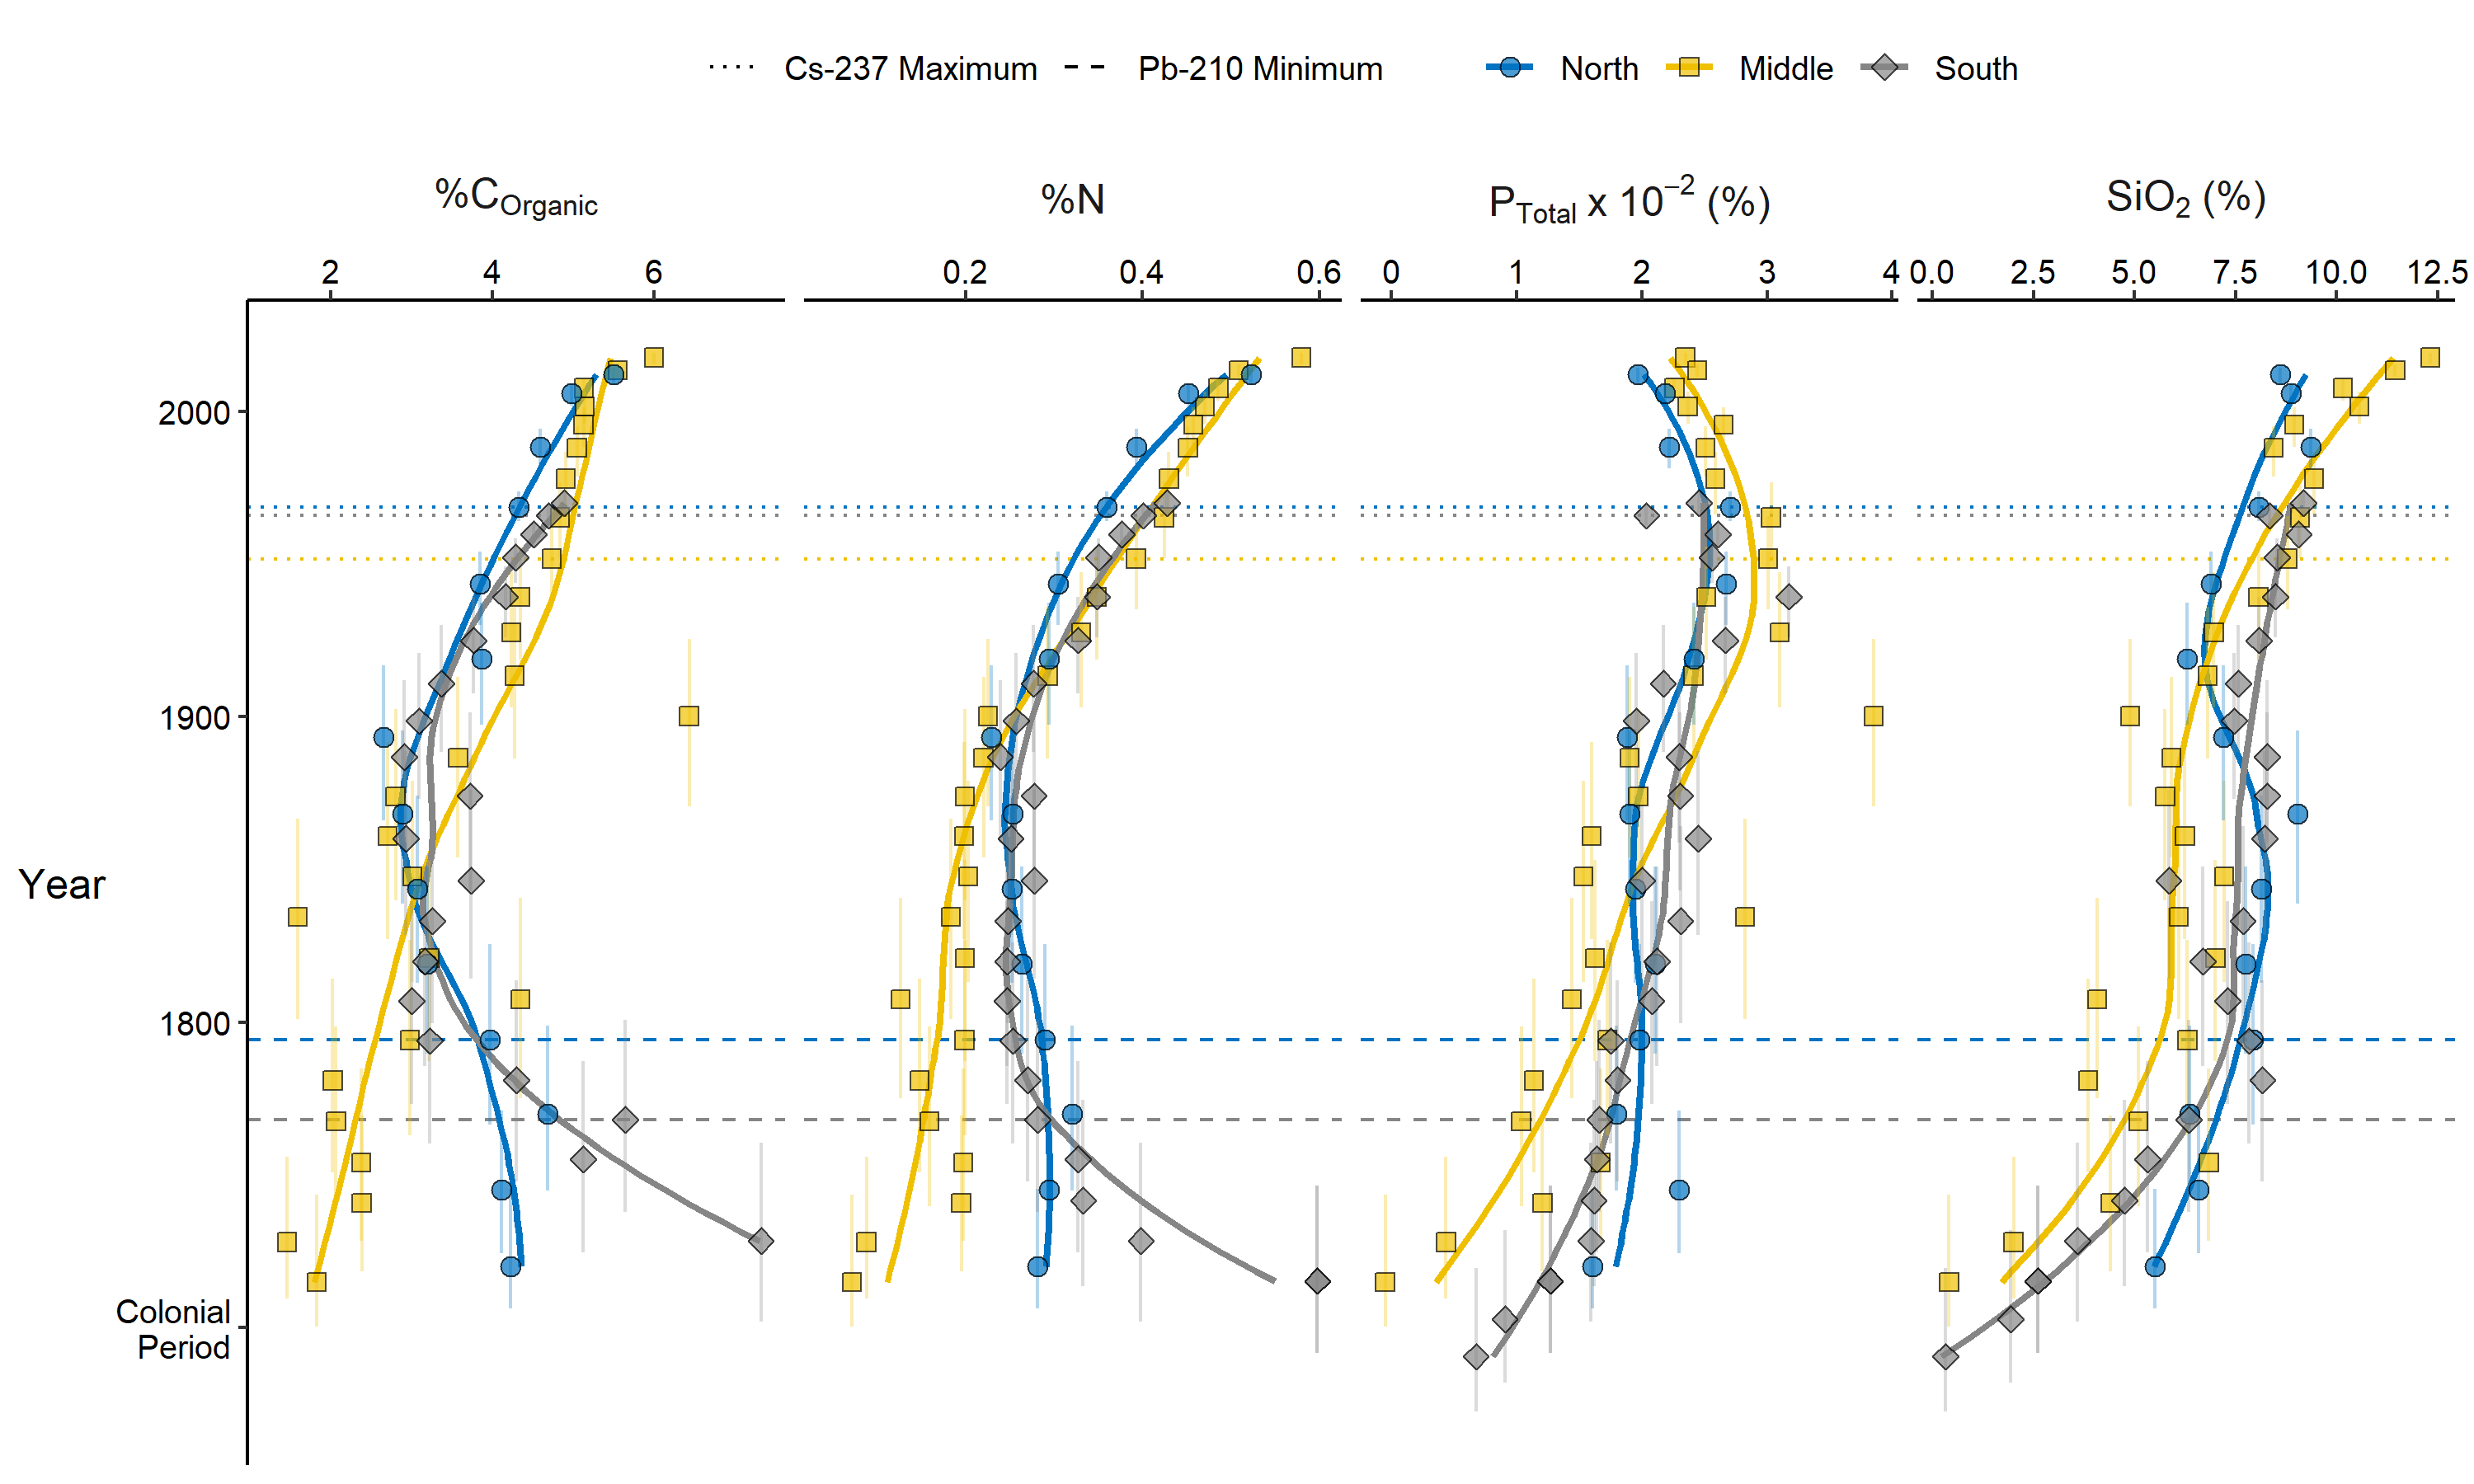 Cs-237 Maximum Pb-210 Minimum North Middle South
%C Organic %N P Total x 10⁻² (%) SiO₂ (%)
2 4 6 0.2 0.4 0.6 0 1 2 3 4 0.0 2.5 5.0 7.5 10.0 12.5
2000
1900
Year
1800
Colonial
Period